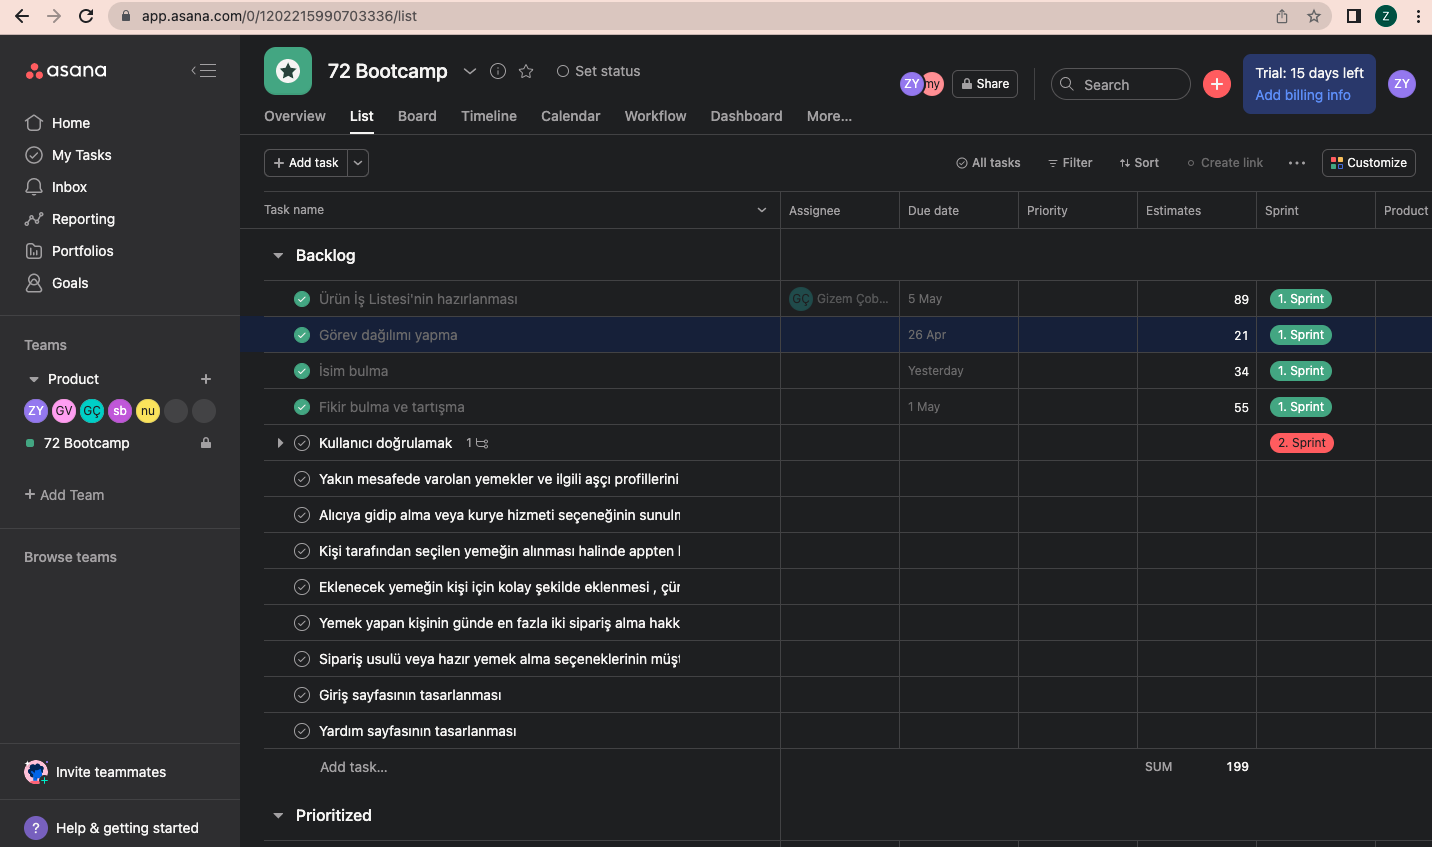 app.asana.com/0/1202215990703336/list
Z
asana
Home
My Tasks
Inbox
Reporting
Portfolios
Goals
Teams
Product
ZY GV GÇ sb nu
72 Bootcamp
+ Add Team
Browse teams
Invite teammates
? Help & getting started
72 Bootcamp
Set status
ZY my
Share
Search
Trial: 15 days left
Add billing info
ZY
Overview List Board Timeline Calendar Workflow Dashboard More...
+ Add task
All tasks Filter Sort Create link ... Customize
Task name Assignee Due date Priority Estimates Sprint Product
Backlog
Ürün İş Listesi'nin hazırlanması GÇ Gizem Çob... 5 May 89 1. Sprint
Görev dağılımı yapma 26 Apr 21 1. Sprint
İsim bulma Yesterday 34 1. Sprint
Fikir bulma ve tartışma 1 May 55 1. Sprint
Kullanıcı doğrulamak 1 2. Sprint
Yakın mesafede varolan yemekler ve ilgili aşçı profillerini
Alıcıya gidip alma veya kurye hizmeti seçeneğinin
Kişi tarafından seçilen yemeğin alınması halinde appten
Eklenecek yemeğin kişi için kolay şekilde eklenmesi ,
Yemek yapan kişinin günde en fazla iki sipariş alma hakk
Sipariş usulü veya hazır yemek alma seçeneklerinin
Giriş sayfasının tasarlanması
Yardım sayfasının tasarlanması
Add task... SUM 199
Prioritized